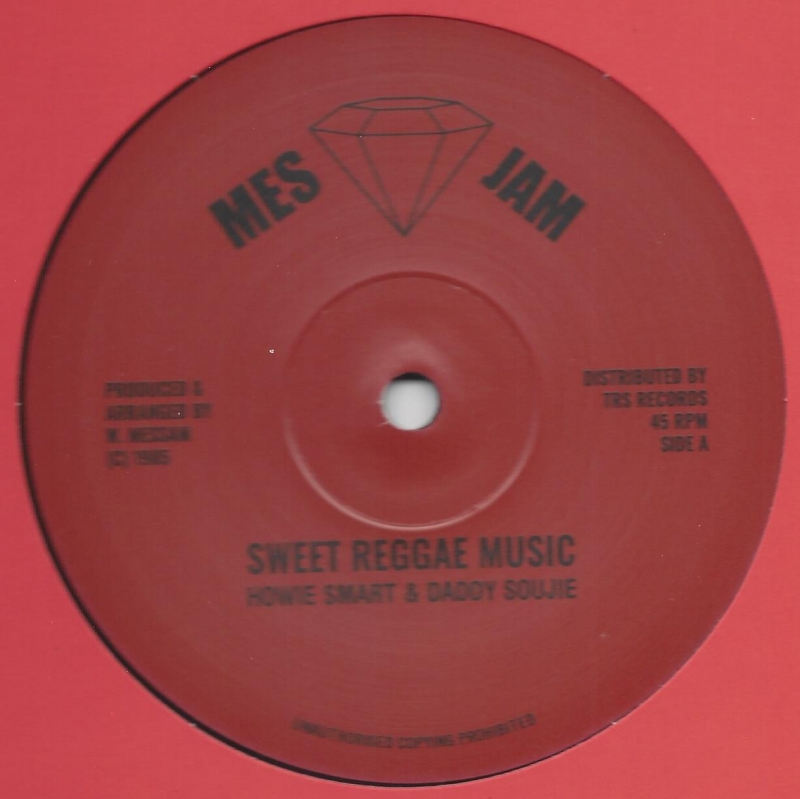 MES JAM
PRODUCED &
ARRANGED BY
W. MESSAM
(C) 1985
DISTRIBUTED BY
TRS RECORDS
45 RPM
SIDE A
SWEET REGGAE MUSIC
HOWIE SMART & DADDY SOUJIE
UNAUTHORISED COPYING PROHIBITED